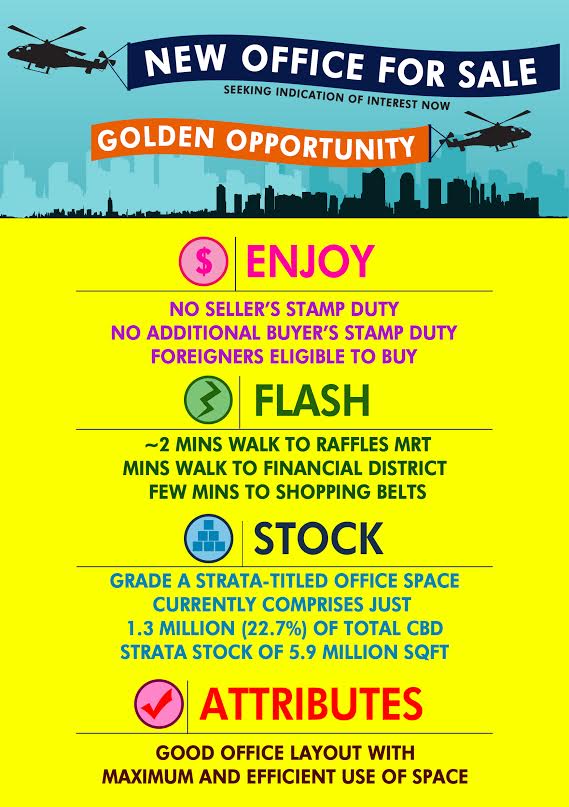 NEW OFFICE FOR SALE
SEEKING INDICATION OF INTEREST NOW
GOLDEN OPPORTUNITY
$ ENJOY
NO SELLER'S STAMP DUTY
NO ADDITIONAL BUYER'S STAMP DUTY
FOREIGNERS ELIGIBLE TO BUY
FLASH
~2 MINS WALK TO RAFFLES MRT
MINS WALK TO FINANCIAL DISTRICT
FEW MINS TO SHOPPING BELTS
STOCK
GRADE A STRATA-TITLED OFFICE SPACE
CURRENTLY COMPRISES JUST
1.3 MILLION (22.7%) OF TOTAL CBD
STRATA STOCK OF 5.9 MILLION SQFT
ATTRIBUTES
GOOD OFFICE LAYOUT WITH
MAXIMUM AND EFFICIENT USE OF SPACE